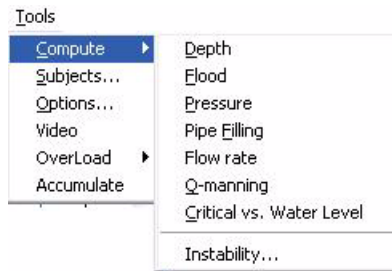 Tools
Compute
Subjects...
Options...
Video
OverLoad
Accumulate
Depth
Flood
Pressure
Pipe Filling
Flow rate
Q-manning
Critical vs. Water Level
Instability...